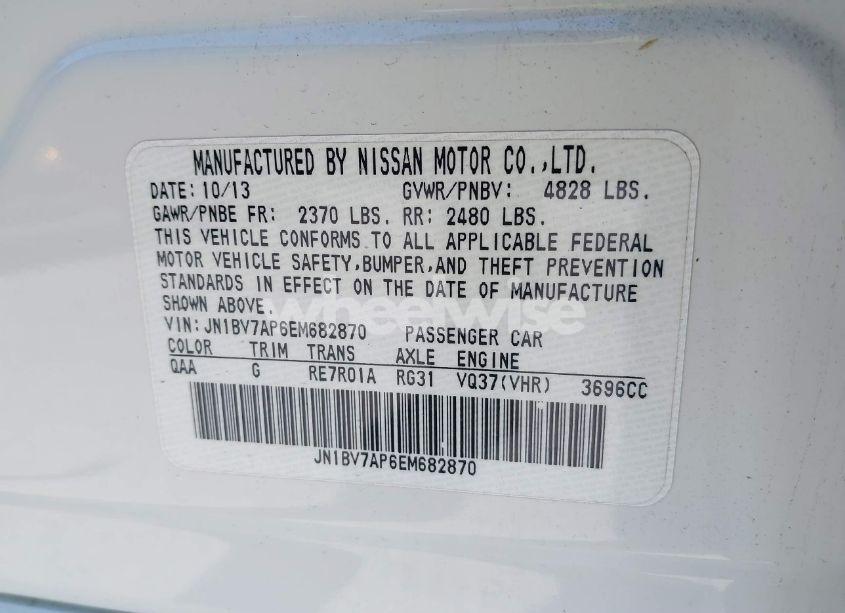 MANUFACTURED BY NISSAN MOTOR CO.,LTD.
DATE: 10/13 GVWR/PNBV: 4828 LBS.
GAWR/PNBE FR: 2370 LBS. RR: 2480 LBS.
THIS VEHICLE CONFORMS TO ALL APPLICABLE FEDERAL
MOTOR VEHICLE SAFETY,BUMPER,AND THEFT PREVENTION
STANDARDS IN EFFECT ON THE DATE OF MANUFACTURE
SHOWN ABOVE.
wheelwise
VIN: JN1BV7AP6EM682870 PASSENGER CAR
COLOR TRIM TRANS AXLE ENGINE
QAA G RE7R01A RG31 VQ37(VHR) 3696CC
JN1BV7AP6EM682870